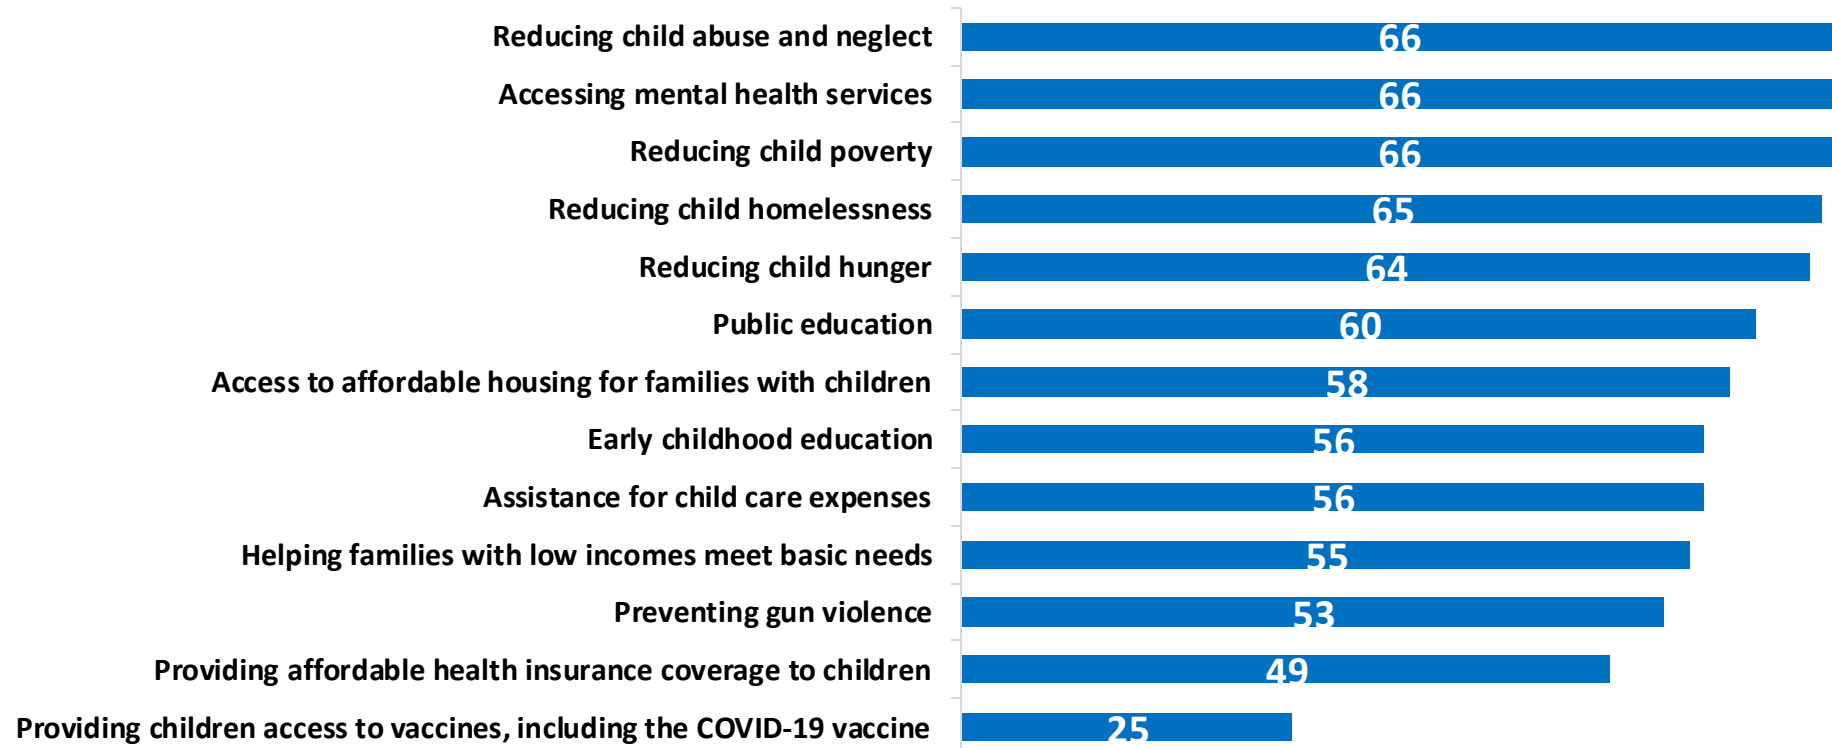 Reducing child abuse and neglect 66
Accessing mental health services 66
Reducing child poverty 66
Reducing child homelessness 65
Reducing child hunger 64
Public education 60
Access to affordable housing for families with children 58
Early childhood education 56
Assistance for child care expenses 56
Helping families with low incomes meet basic needs 55
Preventing gun violence 53
Providing affordable health insurance coverage to children 49
Providing children access to vaccines, including the COVID-19 vaccine 25